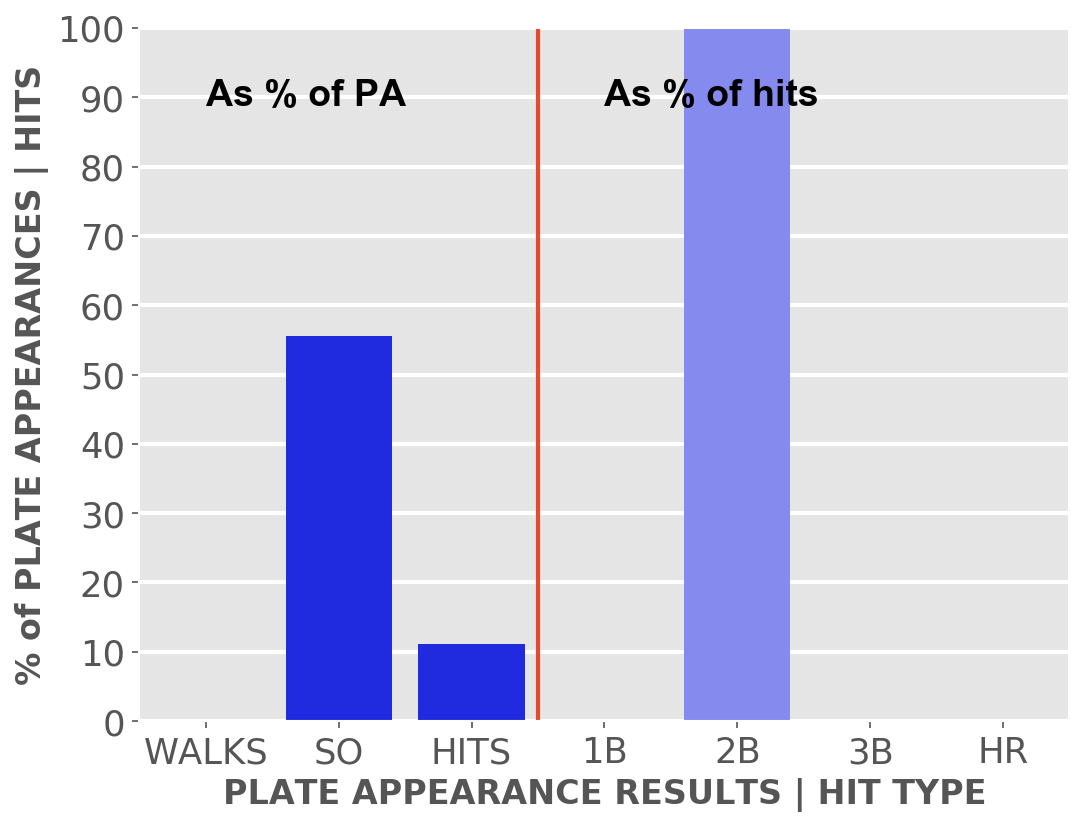 % of PLATE APPEARANCES | HITS
100
90
80
70
60
50
40
30
20
10
0
As % of PA
As % of hits
WALKS SO HITS 1B 2B 3B HR
PLATE APPEARANCE RESULTS | HIT TYPE